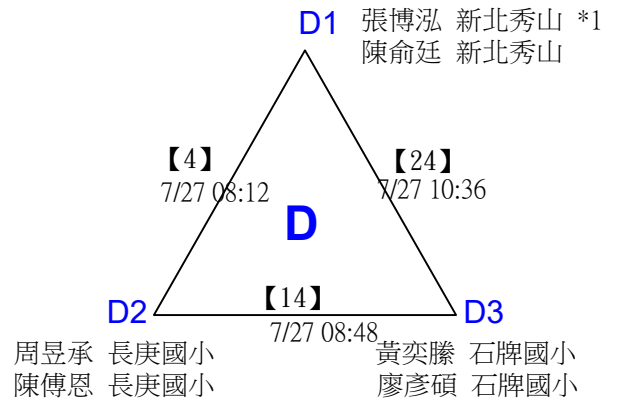 D1
張博泓 新北秀山 *1
陳俞廷 新北秀山
【4】
7/27 08:12
【24】
7/27 10:36
D
【14】
7/27 08:48
D2
周昱承 長庚國小
陳傅恩 長庚國小
D3
黃奕縢 石牌國小
廖彥碩 石牌國小